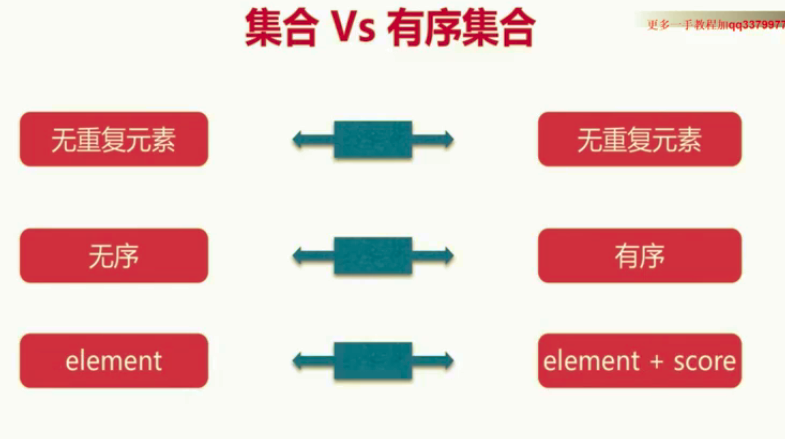 集合 Vs 有序集合
更多一手教程加qq3379977
无重复元素
无重复元素
无序
有序
element
element + score